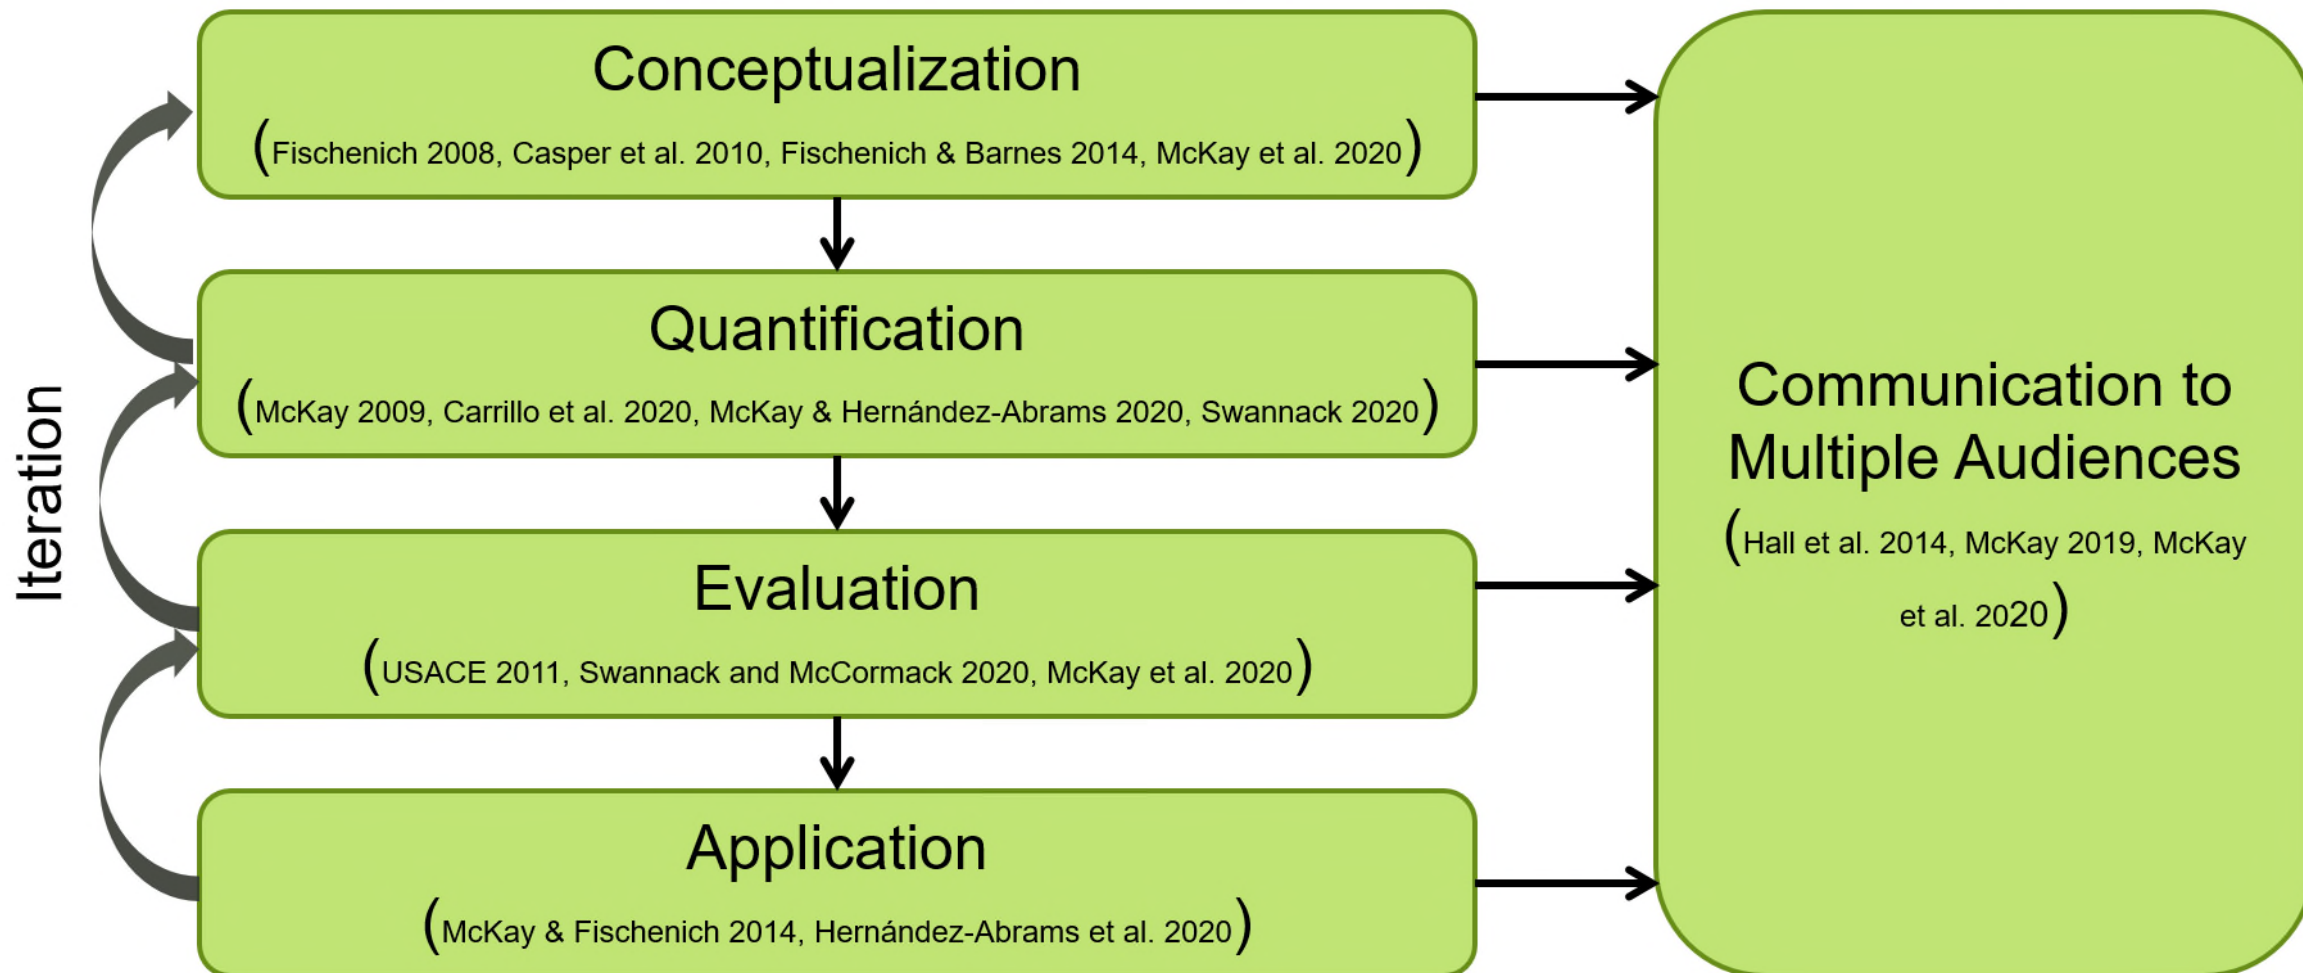 Conceptualization
(Fischenich 2008, Casper et al. 2010, Fischenich & Barnes 2014, McKay et al. 2020)
Quantification
(McKay 2009, Carrillo et al. 2020, McKay & Hernández-Abrams 2020, Swannack 2020)
Evaluation
(USACE 2011, Swannack and McCormack 2020, McKay et al. 2020)
Application
(McKay & Fischenich 2014, Hernández-Abrams et al. 2020)
Iteration
Communication to
Multiple Audiences
(Hall et al. 2014, McKay 2019, McKay
et al. 2020)